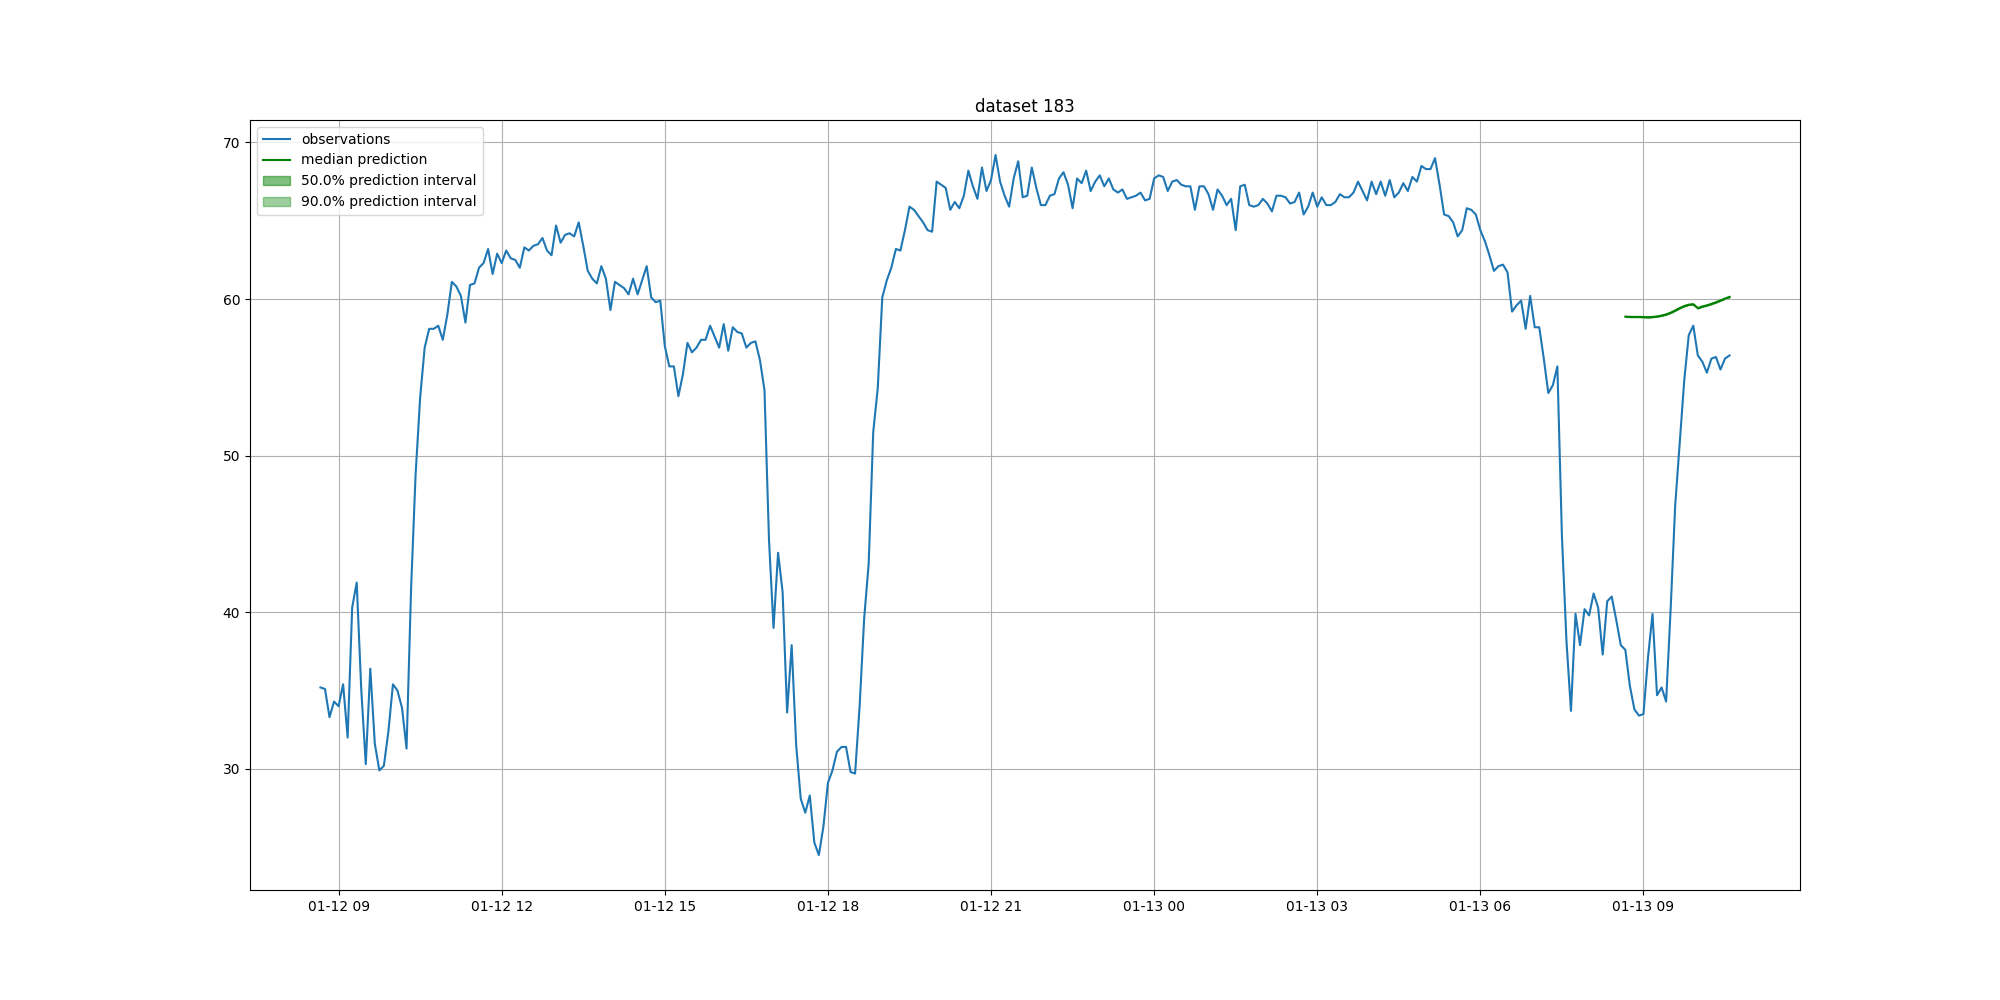 dataset 183
observations
median prediction
50.0% prediction interval
90.0% prediction interval
70
60
50
40
30
01-12 09
01-12 12
01-12 15
01-12 18
01-12 21
01-13 00
01-13 03
01-13 06
01-13 09